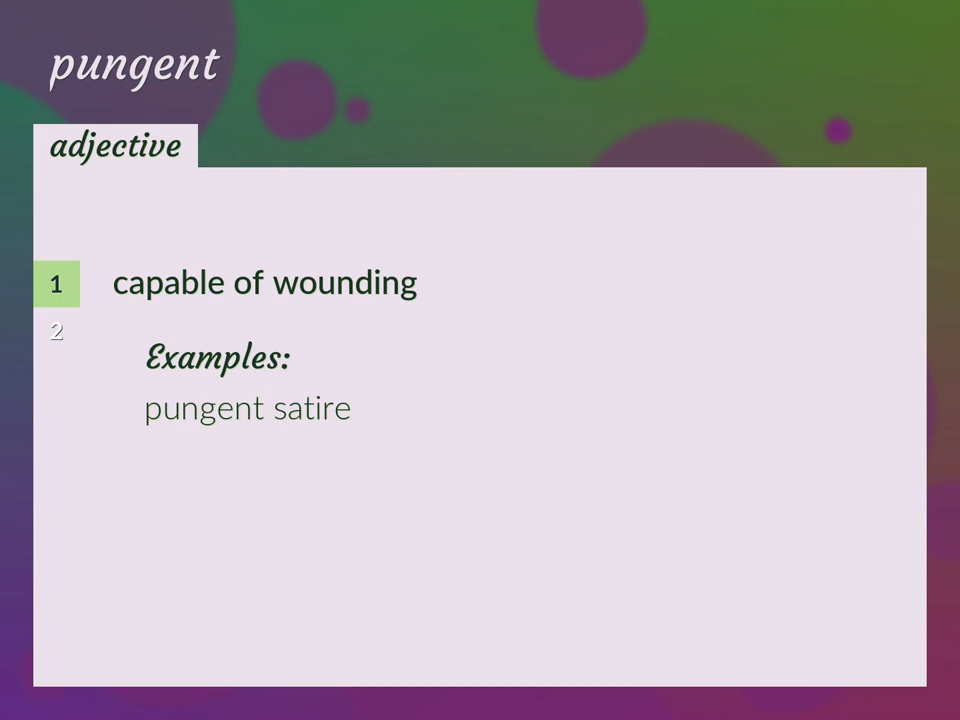 pungent
adjective
1
capable of wounding
2
Examples:
pungent satire